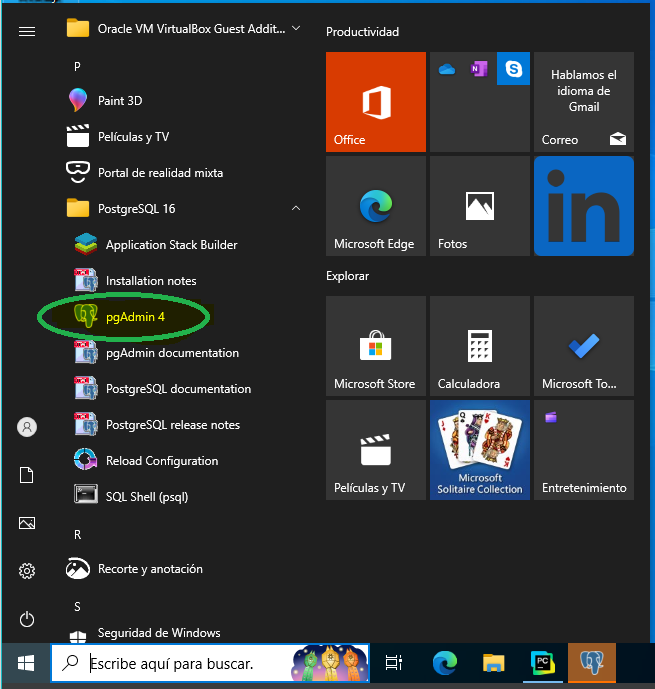 Oracle VM VirtualBox Guest Addit...
P
Paint 3D
Películas y TV
Portal de realidad mixta
PostgreSQL 16
Application Stack Builder
Installation notes
pgAdmin 4
pgAdmin documentation
PostgreSQL documentation
PostgreSQL release notes
Reload Configuration
SQL Shell (psql)
R
Recorte y anotación
S
Seguridad de Windows
Productividad
Office
Hablamos el
idioma de
Gmail
Correo
Microsoft Edge
Fotos
in
Explorar
Microsoft Store
Calculadora
Microsoft To...
Películas y TV
Microsoft
Solitaire Collection
Entretenimiento
Escribe aquí para buscar.
PC